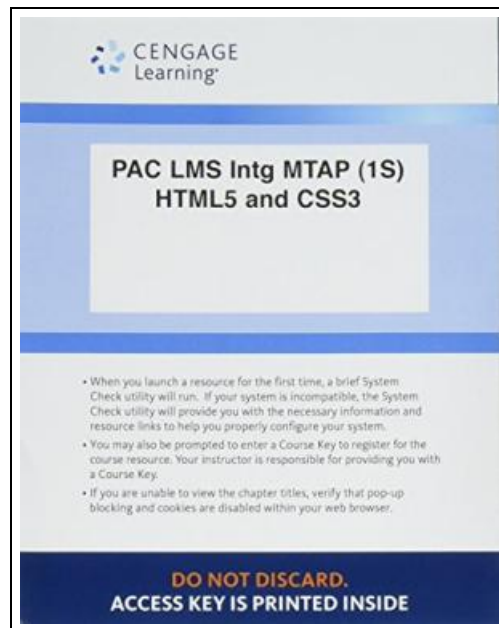 CENGAGE
Learning
PAC LMS Intg MTAP (1S)
HTML5 and CSS3
• When you launch a resource for the first time, a brief System
Check utility will run. If your system is incompatible, the System
Check utility will provide you with the necessary information and
resource links to help you properly configure your system.
• You may also be prompted to enter a Course Key to register for the
course resource. Your instructor is responsible for providing you with
a Course Key.
• If you are unable to view the chapter titles, verify that pop-up
blocking and cookies are disabled within your web browser.
DO NOT DISCARD.
ACCESS KEY IS PRINTED INSIDE